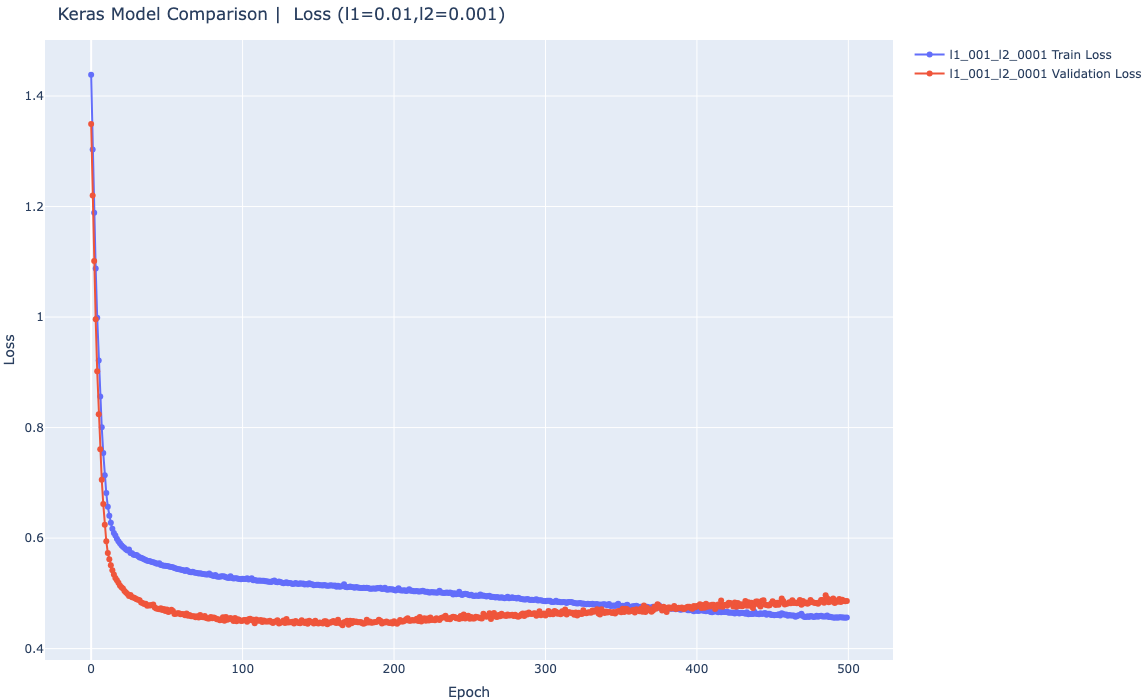 Keras Model Comparison |  Loss (l1=0.01,l2=0.001)
l1_001_l2_0001 Train Loss
l1_001_l2_0001 Validation Loss
1.4
1.2
1
0.8
0.6
0.4
Loss
0
100
200
300
400
500
Epoch